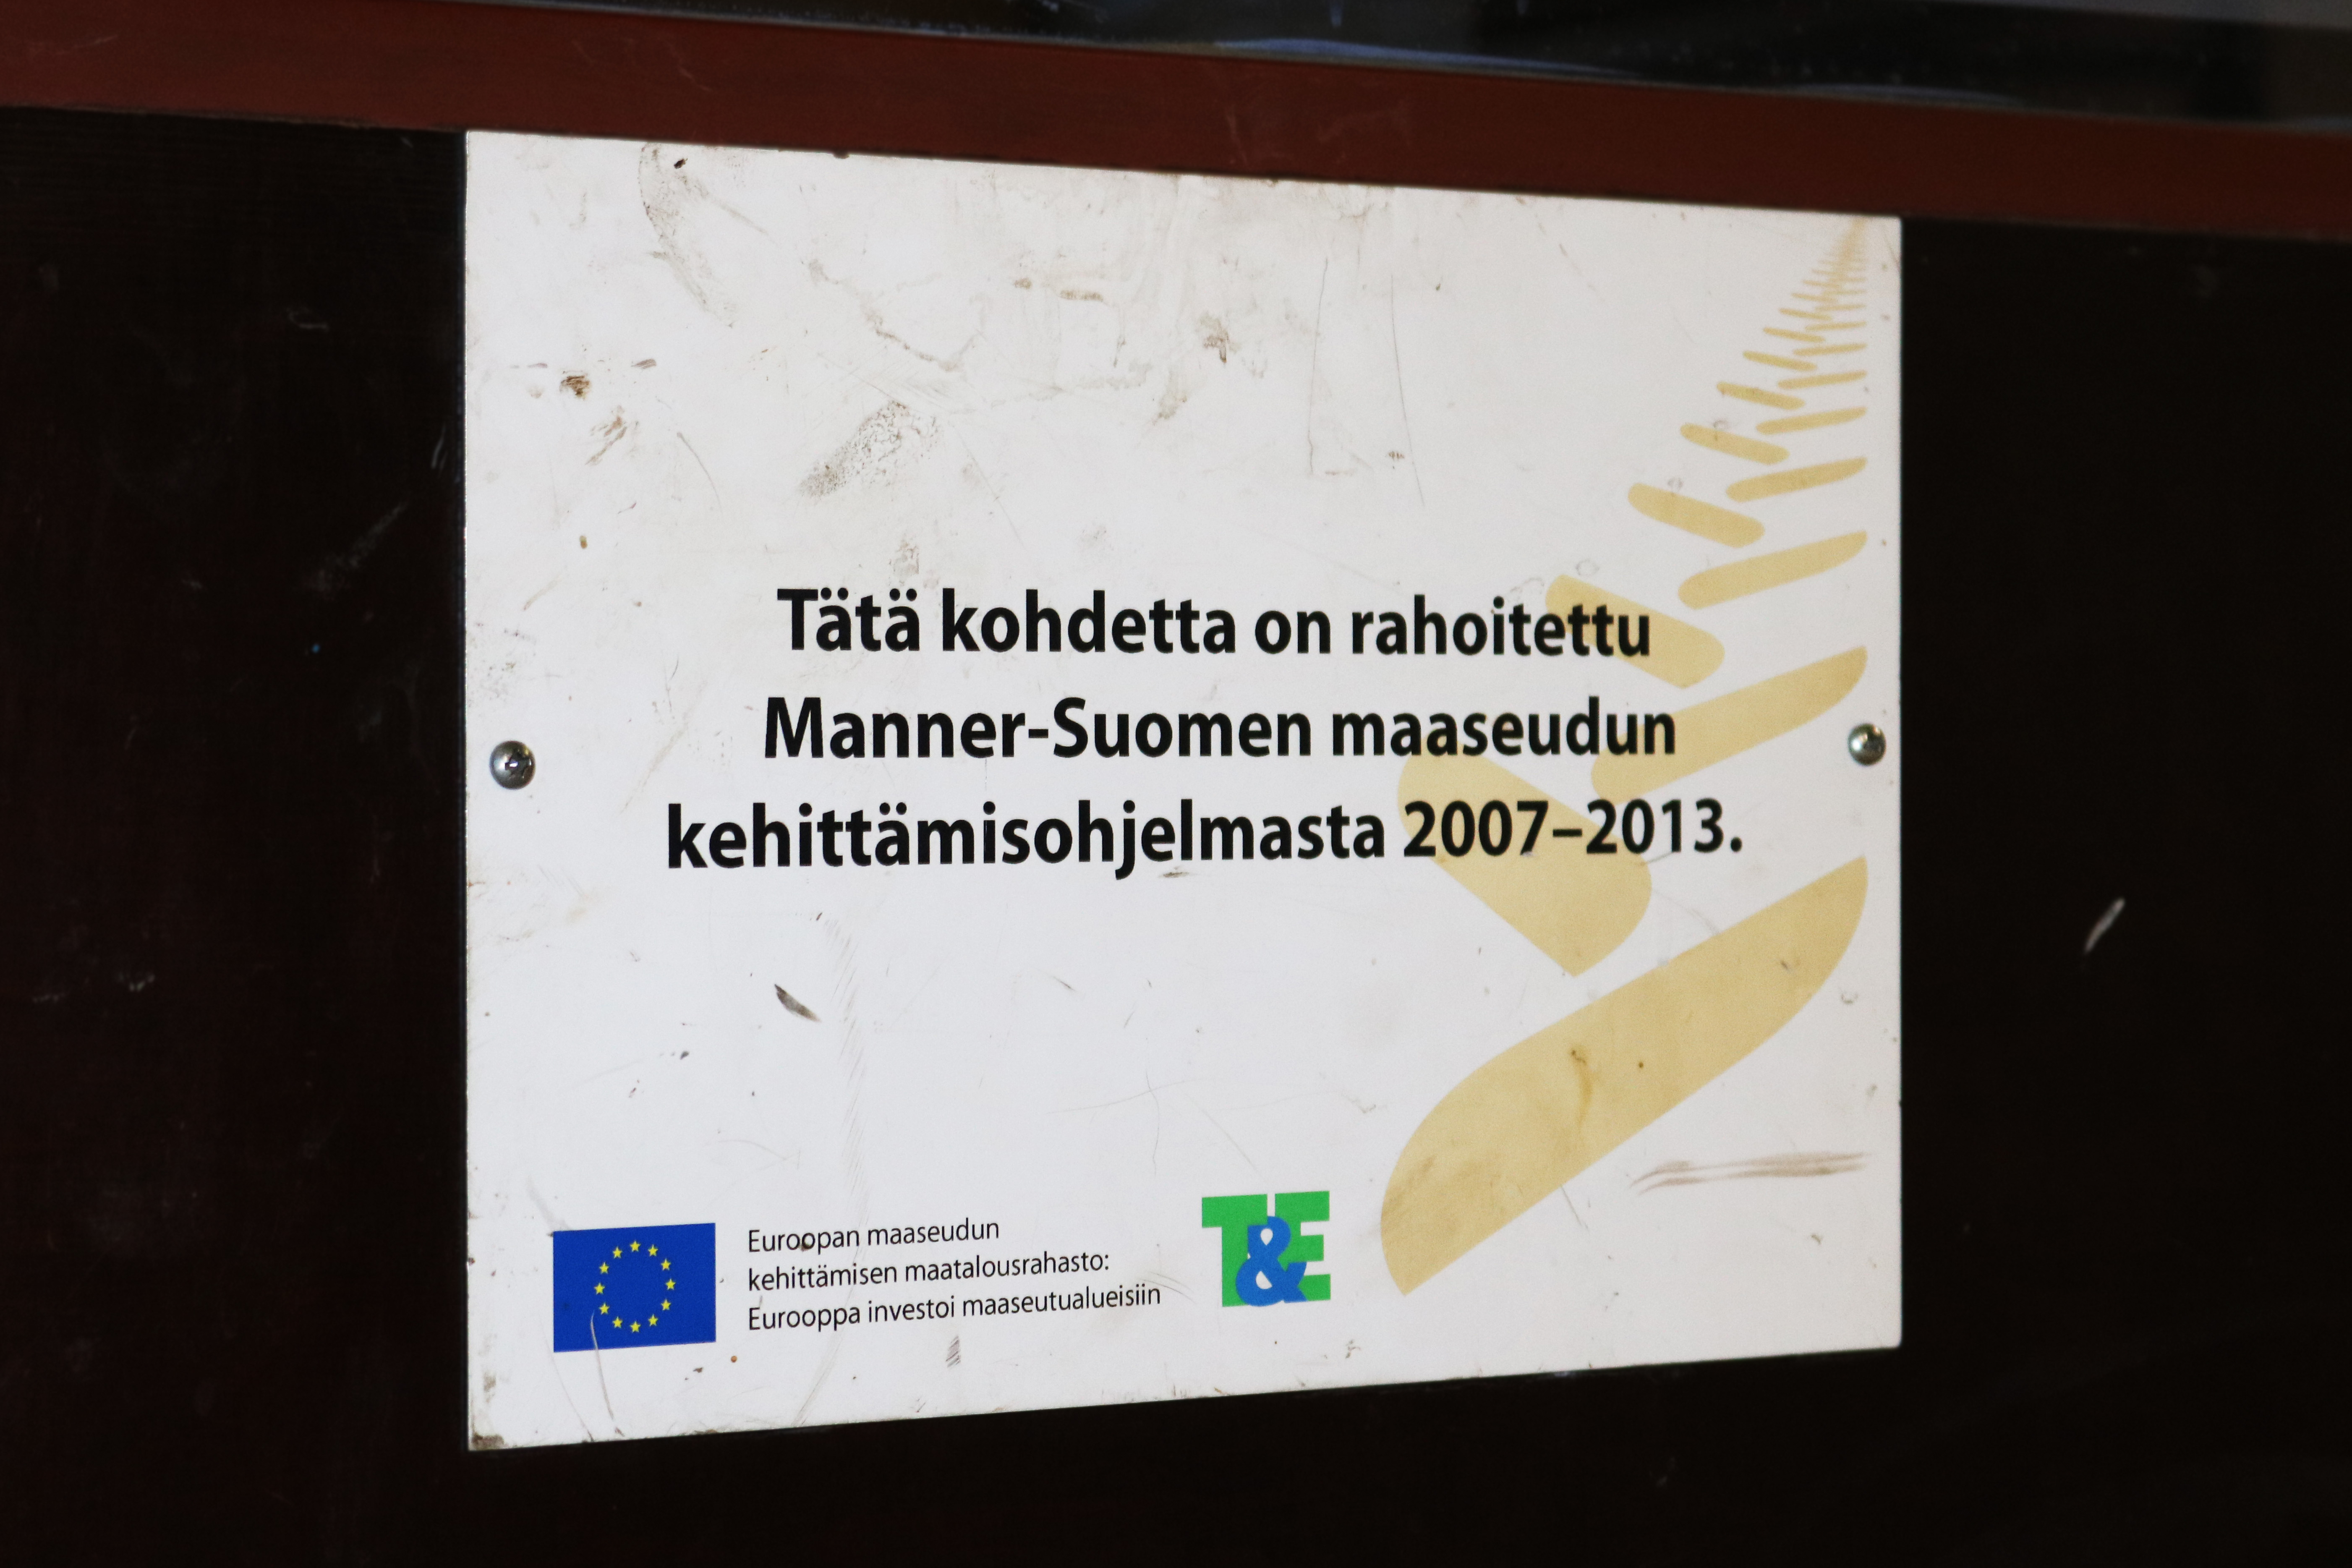 Tätä kohdetta on rahoitettu
Manner-Suomen maaseudun
kehittämisohjelmasta 2007–2013.
Euroopan maaseudun
kehittämisen maatalousrahasto:
Eurooppa investoi maaseutualueisiin
T&E